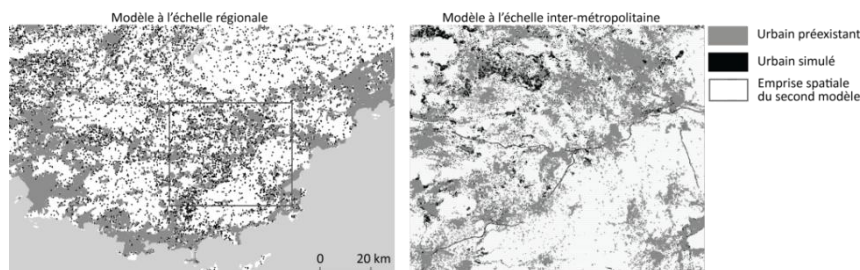 Modèle à l'échelle régionale
Modèle à l'échelle inter-métropolitaine
Urbain préexistant
Urbain simulé
Emprise spatiale
du second modèle
0 20 km